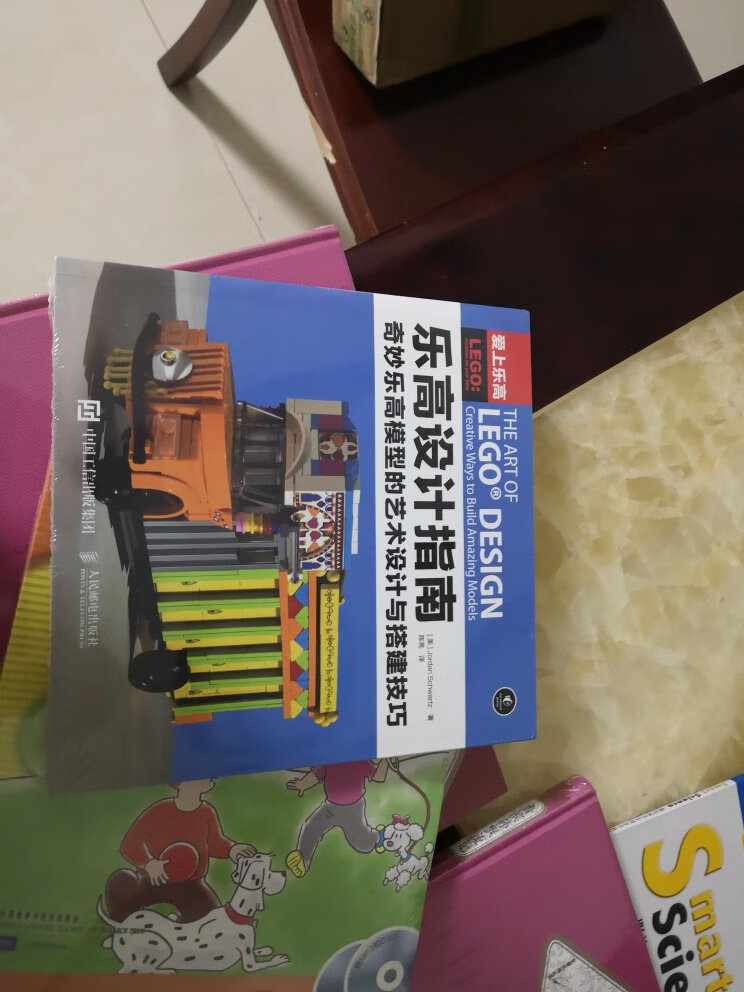 爱上乐高
LEGO:
THE ART OF
LEGO® DESIGN
Creative Ways to Build Amazing Models
乐高设计指南
奇妙乐高模型的艺术设计与搭建技巧
[美] Jordan Schwartz 著
陈亮 译
中国工信出版集团
人民邮电出版社
POSTS & TELECOM PRESS
Smart
Scie